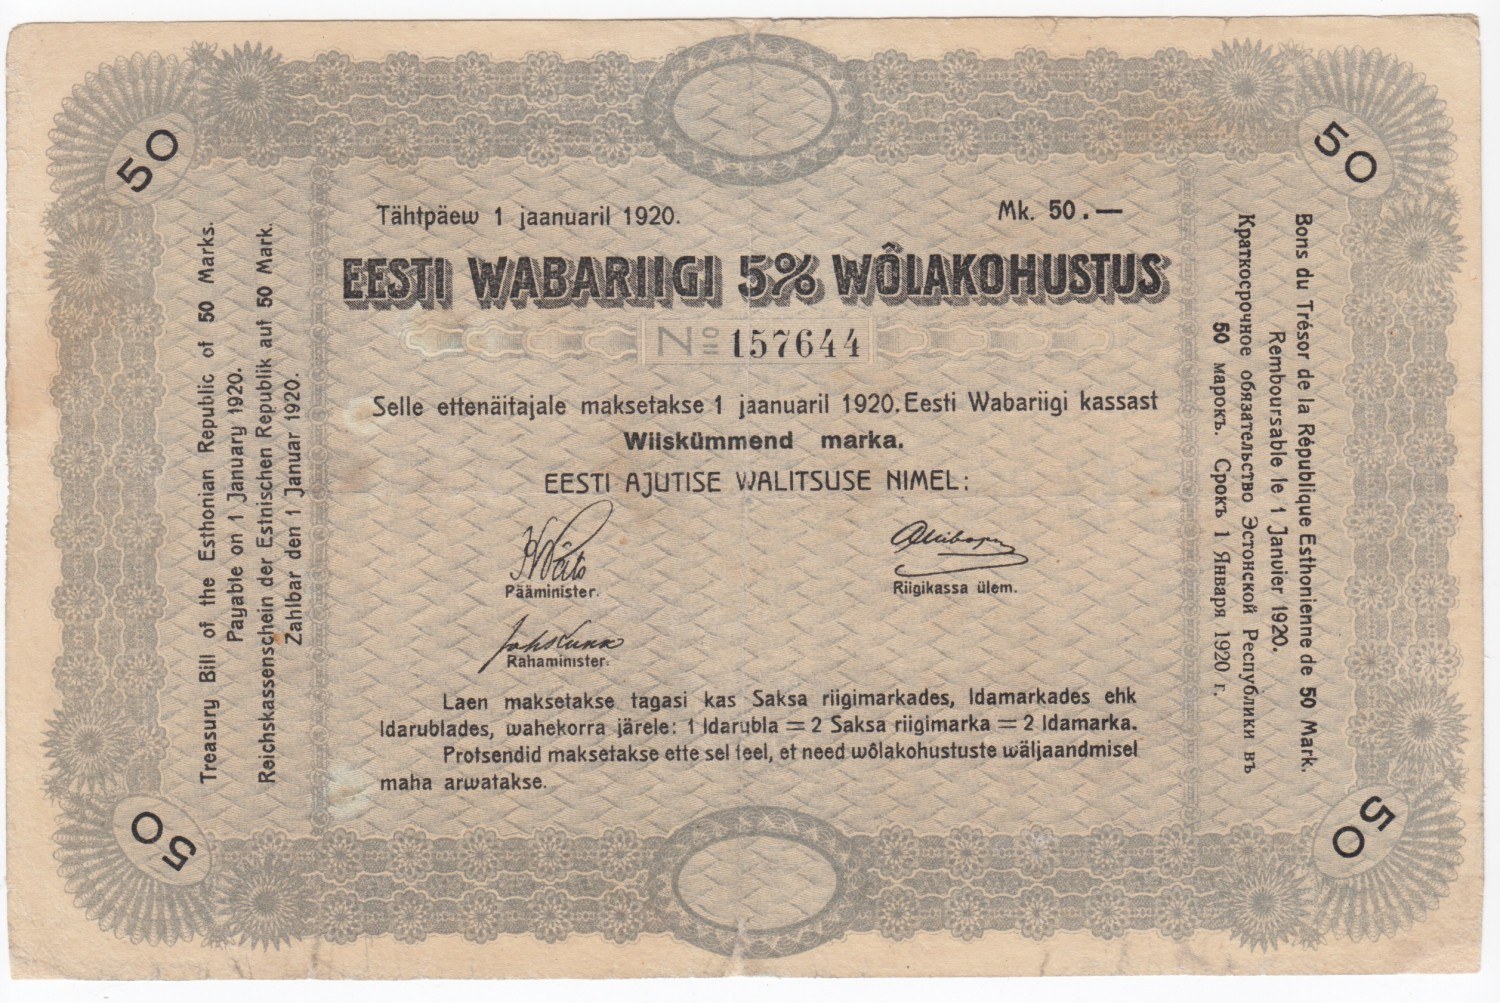 50
50
Tähtpäew 1 jaanuaril 1920.
Mk. 50.—
EESTI WABARIIGI 5% WÕLAKOHUSTUS
№ 157644
Selle ettenäitajale maksetakse 1 jaanuaril 1920. Eesti Wabariigi kassast
Wiiskümmend marka.
EESTI AJUTISE WALITSUSE NIMEL:
Pääminister.
Riigikassa ülem.
Rahaminister.
Laen maksetakse tagasi kas Saksa riigimarkades, Idamarkades ehk
Idarublades, wahekorra järele: 1 Idarubla = 2 Saksa riigimarka = 2 Idamarka.
Protsendid maksetakse ette sel teel, et need wõlakohustuste wäljaandmisel
maha arwatakse.
Treasury Bill of the Esthonian Republic of 50 Marks.
Payable on 1 January 1920.
Reichskassenschein der Estnischen Republik auf 50 Mark.
Zahlbar den 1 Januar 1920.
Bons du Trésor de la République Esthonienne de 50 Mark.
Remboursable le 1 Janvier 1920.
Краткосрочное обязательство Эстонской Республики въ
50 марокъ. Срокъ 1 Января 1920 г.
50
50